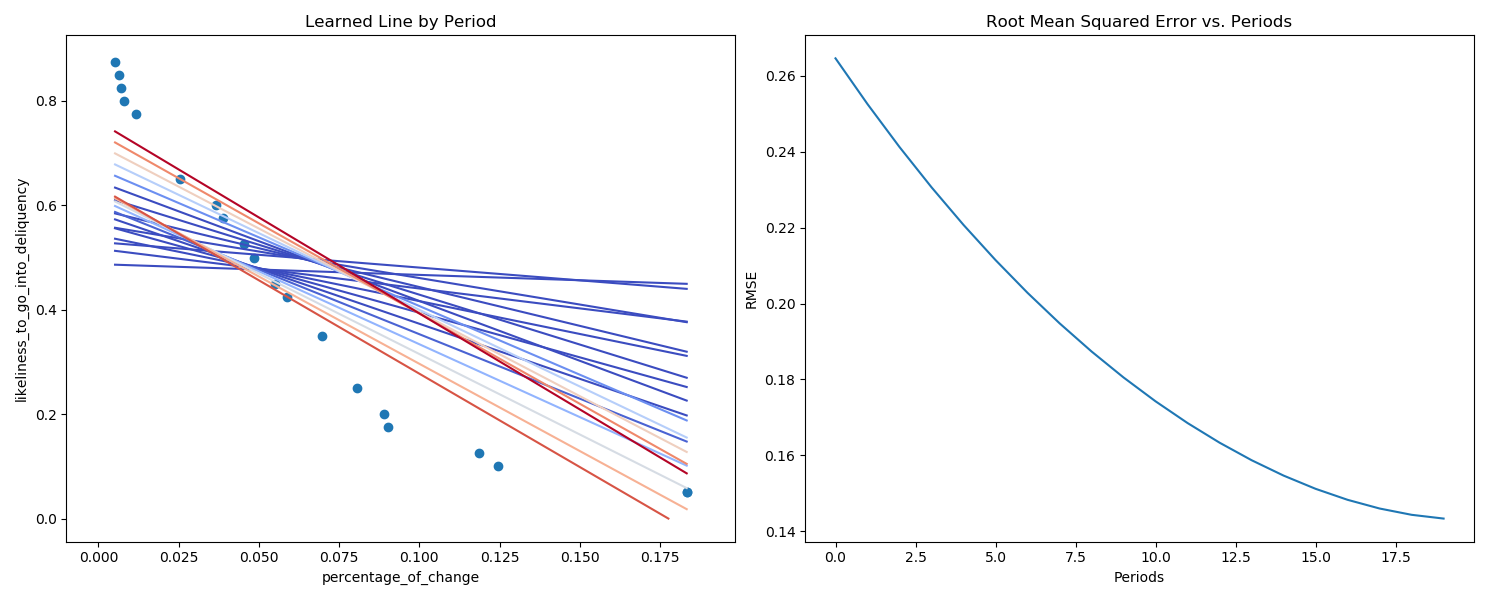 Learned Line by Period
likeliness_to_go_into_deliquency
0.8
0.6
0.4
0.2
0.0
0.000 0.025 0.050 0.075 0.100 0.125 0.150 0.175
percentage_of_change
Root Mean Squared Error vs. Periods
RMSE
0.26
0.24
0.22
0.20
0.18
0.16
0.14
0.0 2.5 5.0 7.5 10.0 12.5 15.0 17.5
Periods